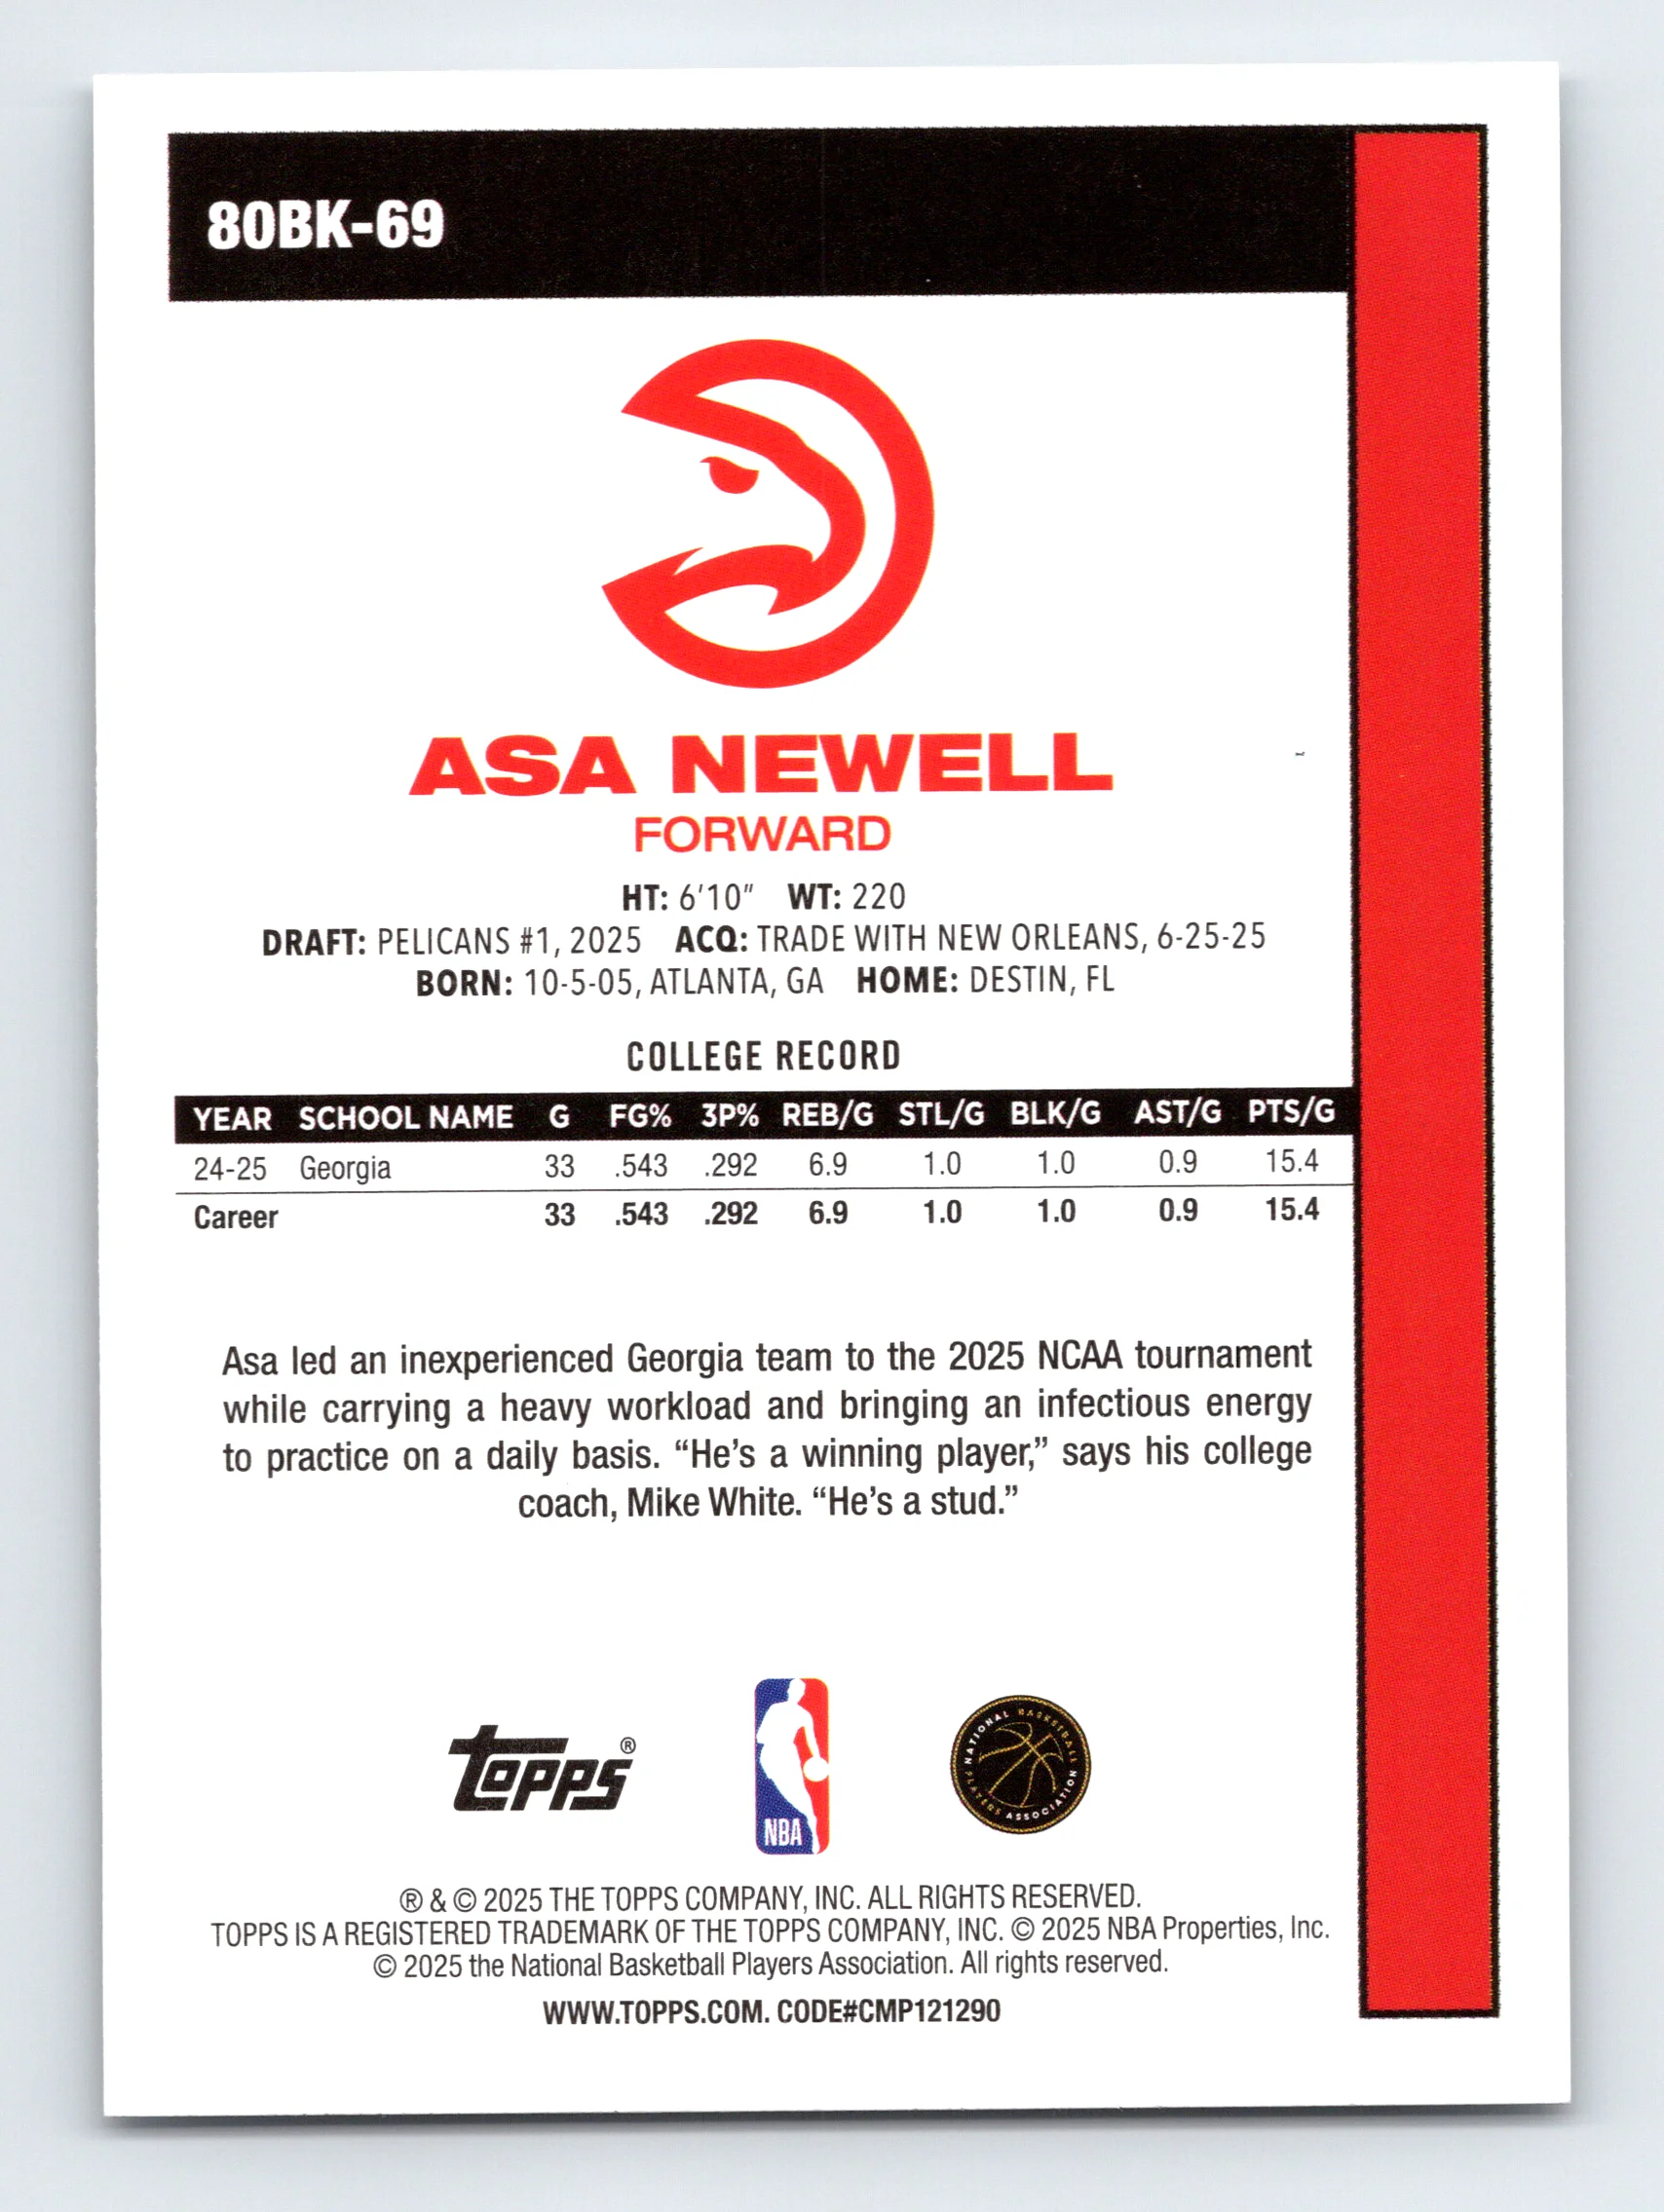 80BK-69
ASA NEWELL
FORWARD
HT: 6'10" WT: 220
DRAFT: PELICANS #1, 2025 ACQ: TRADE WITH NEW ORLEANS, 6-25-25
BORN: 10-5-05, ATLANTA, GA HOME: DESTIN, FL
COLLEGE RECORD
YEAR SCHOOL NAME G FG% 3P% REB/G STL/G BLK/G AST/G PTS/G
24-25 Georgia 33 .543 .292 6.9 1.0 1.0 0.9 15.4
Career 33 .543 .292 6.9 1.0 1.0 0.9 15.4
Asa led an inexperienced Georgia team to the 2025 NCAA tournament
while carrying a heavy workload and bringing an infectious energy
to practice on a daily basis. “He’s a winning player,” says his college
coach, Mike White. “He’s a stud.”
topps®
NBA
NATIONAL BASKETBALL PLAYERS ASSOCIATION
® & © 2025 THE TOPPS COMPANY, INC. ALL RIGHTS RESERVED.
TOPPS IS A REGISTERED TRADEMARK OF THE TOPPS COMPANY, INC. © 2025 NBA Properties, Inc.
© 2025 the National Basketball Players Association. All rights reserved.
WWW.TOPPS.COM. CODE#CMP121290